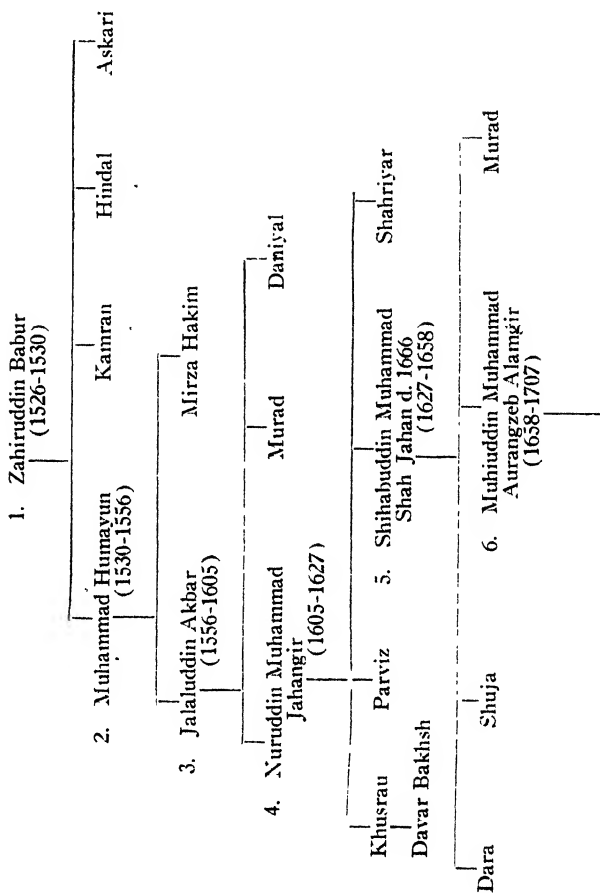 1. Zahiruddin Babur
(1526-1530)
2. Muhammad Humayun
(1530-1556)
Kamran
Hindal
Askari
3. Jalaluddin Akbar
(1556-1605)
Mirza Hakim
4. Nuruddin Muhammad
Jahangir
(1605-1627)
Murad
Daniyal
Khusrau
Davar Bakhsh
Parviz
5. Shihabuddin Muhammad
Shah Jahan d. 1666
(1627-1658)
Shahriyar
Dara
Shuja
6. Muhiuddin Muhammad
Aurangzeb Alamgir
(1658-1707)
Murad